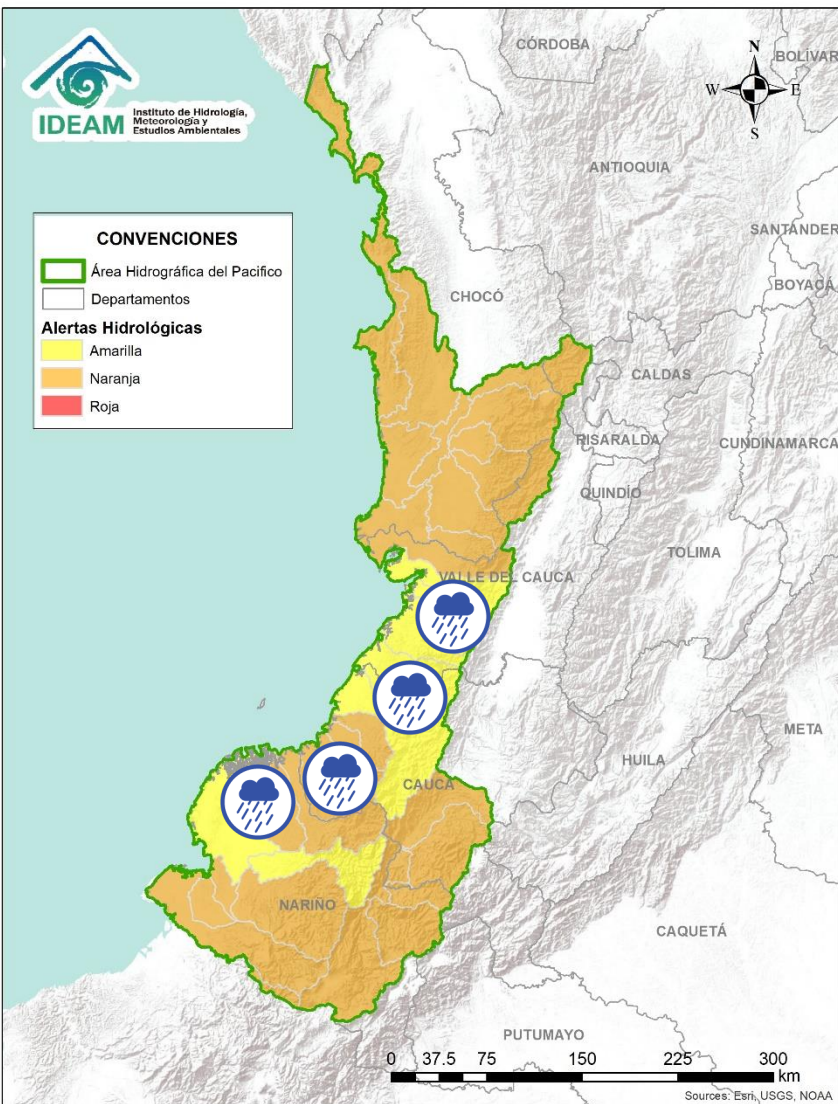 IDEAM
Instituto de Hidrología,
Meteorología y
Estudios Ambientales
CÓRDOBA
BOLÍVAR
N
W
E
S
ANTIOQUIA
SANTANDER
CONVENCIONES
Área Hidrográfica del Pacifico
Departamentos
Alertas Hidrológicas
Amarilla
Naranja
Roja
BOYACÁ
CHOCÓ
CALDAS
RISARALDA
CUNDINAMARCA
QUINDÍO
TOLIMA
VALLE DEL CAUCA
META
HUILA
CAUCA
NARIÑO
CAQUETÁ
PUTUMAYO
0 37.5 75 150 225 300
km
Sources: Esri, USGS, NOAA